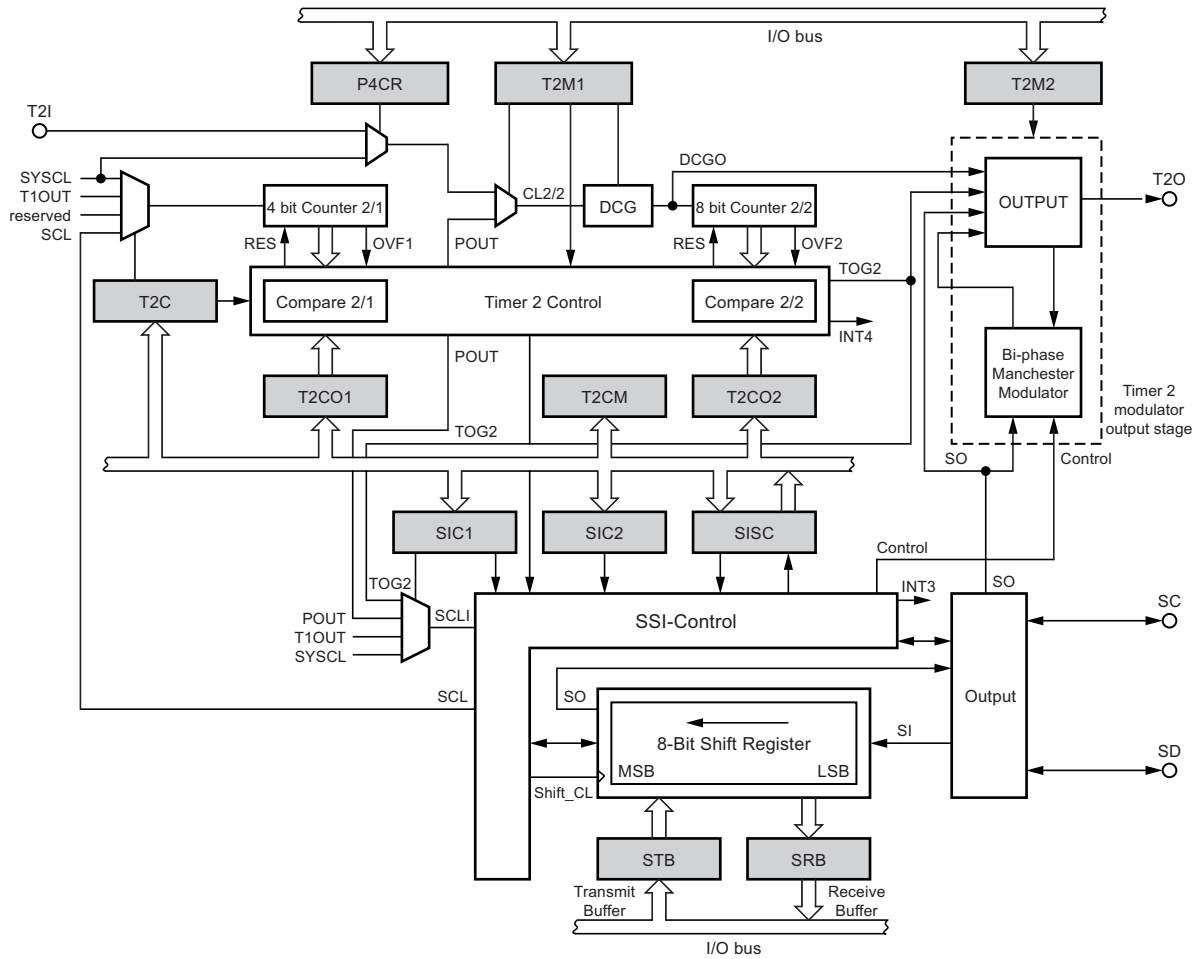 I/O bus
P4CR
T2M1
T2M2
T2I
DCGO
SYSCL
T1OUT
reserved
SCL
4 bit Counter 2/1
CL2/2
DCG
8 bit Counter 2/2
OUTPUT
T2O
RES
OVF1
POUT
RES
OVF2
TOG2
T2C
Compare 2/1
Timer 2 Control
Compare 2/2
INT4
POUT
Bi-phase
Manchester
Modulator
Timer 2
modulator
output stage
T2CO1
T2CM
T2CO2
TOG2
SO
Control
SIC1
SIC2
SISC
Control
TOG2
SO
INT3
POUT
T1OUT
SYSCL
SCLI
SSI-Control
SC
SCL
SO
Output
8-Bit Shift Register
SI
MSB
LSB
SD
Shift_CL
STB
SRB
Transmit
Buffer
Receive
Buffer
I/O bus